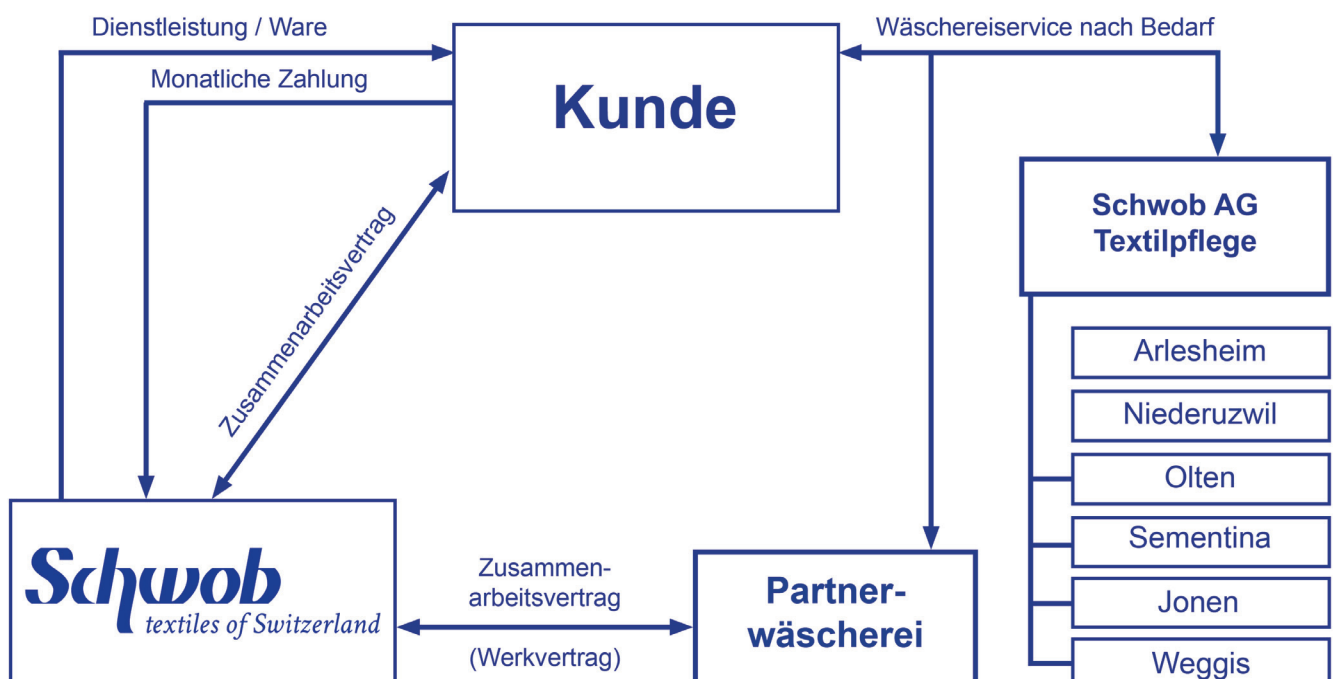 Dienstleistung / Ware
Monatliche Zahlung
Kunde
Wäschereiservice nach Bedarf
Zusammenarbeitsvertrag
Schwob AG
Textilpflege
Arlesheim
Niederuzwil
Olten
Sementina
Jonen
Weggis
Schwob
textiles of Switzerland
Zusammen-
arbeitsvertrag
(Werkvertrag)
Partner-
wäscherei